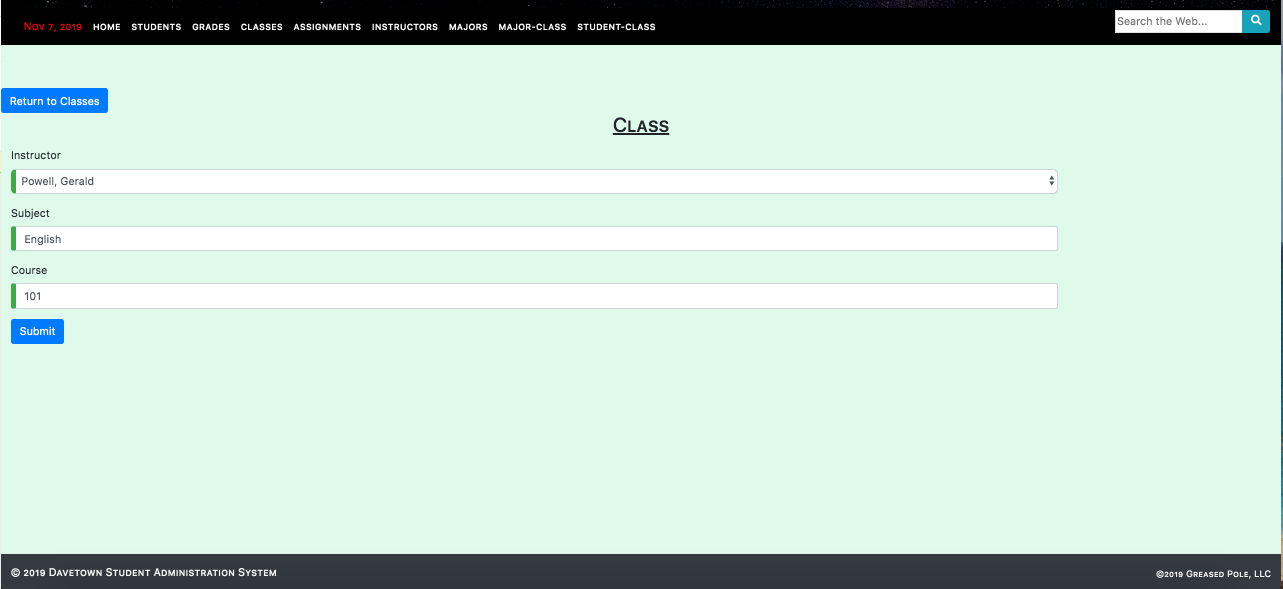 Nov 7, 2019 HOME STUDENTS GRADES CLASSES ASSIGNMENTS INSTRUCTORS MAJORS MAJOR-CLASS STUDENT-CLASS Search the Web...
Return to Classes
Class
Instructor
Powell, Gerald
Subject
English
Course
101
Submit
© 2019 Davetown Student Administration System ©2019 Greased Pole, LLC